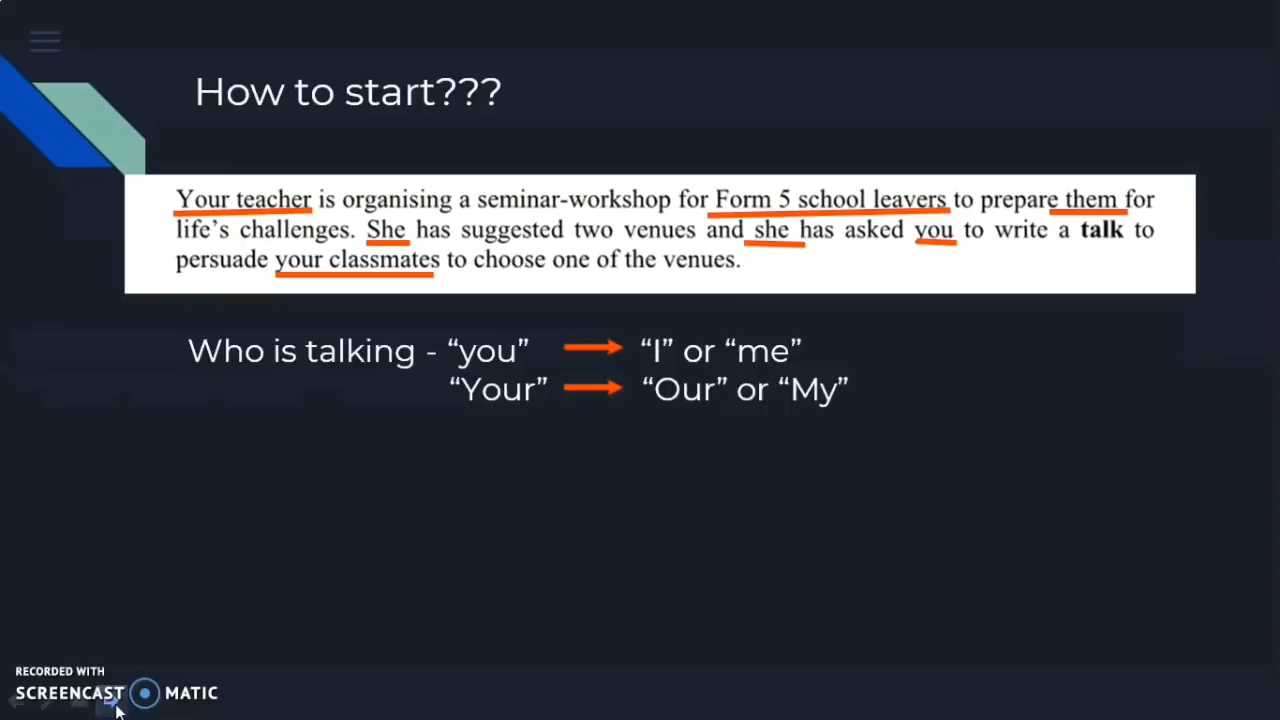 How to start???
Your teacher is organising a seminar-workshop for Form 5 school leavers to prepare them for
life's challenges. She has suggested two venues and she has asked you to write a talk to
persuade your classmates to choose one of the venues.
Who is talking - “you” “I” or “me”
“Your” “Our” or “My”
RECORDED WITH
SCREENCAST MATIC